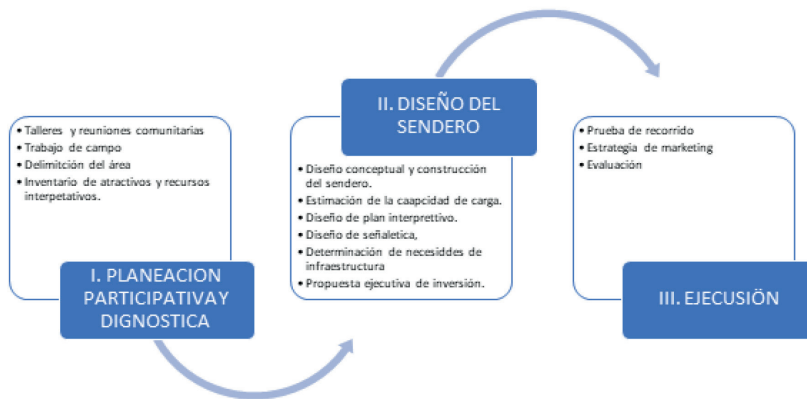 • Talleres y reuniones comunitarias
• Trabajo de campo
• Delimitción del área
• Inventario de atractivos y recursos
interpetativos.
I. PLANEACION
PARTICIPATIVA Y
DIGNOSTICA
II. DISEÑO DEL
SENDERO
• Diseño conceptual y construcción
del sendero.
• Estimación de la caapcidad de carga.
• Diseño de plan interprettivo.
• Diseño de señaletica,
• Determinación de necesiddes de
infraestructura
• Propuesta ejecutiva de inversión.
• Prueba de recorrido
• Estrategia de marketing
• Evaluación
III. EJECUSIÖN